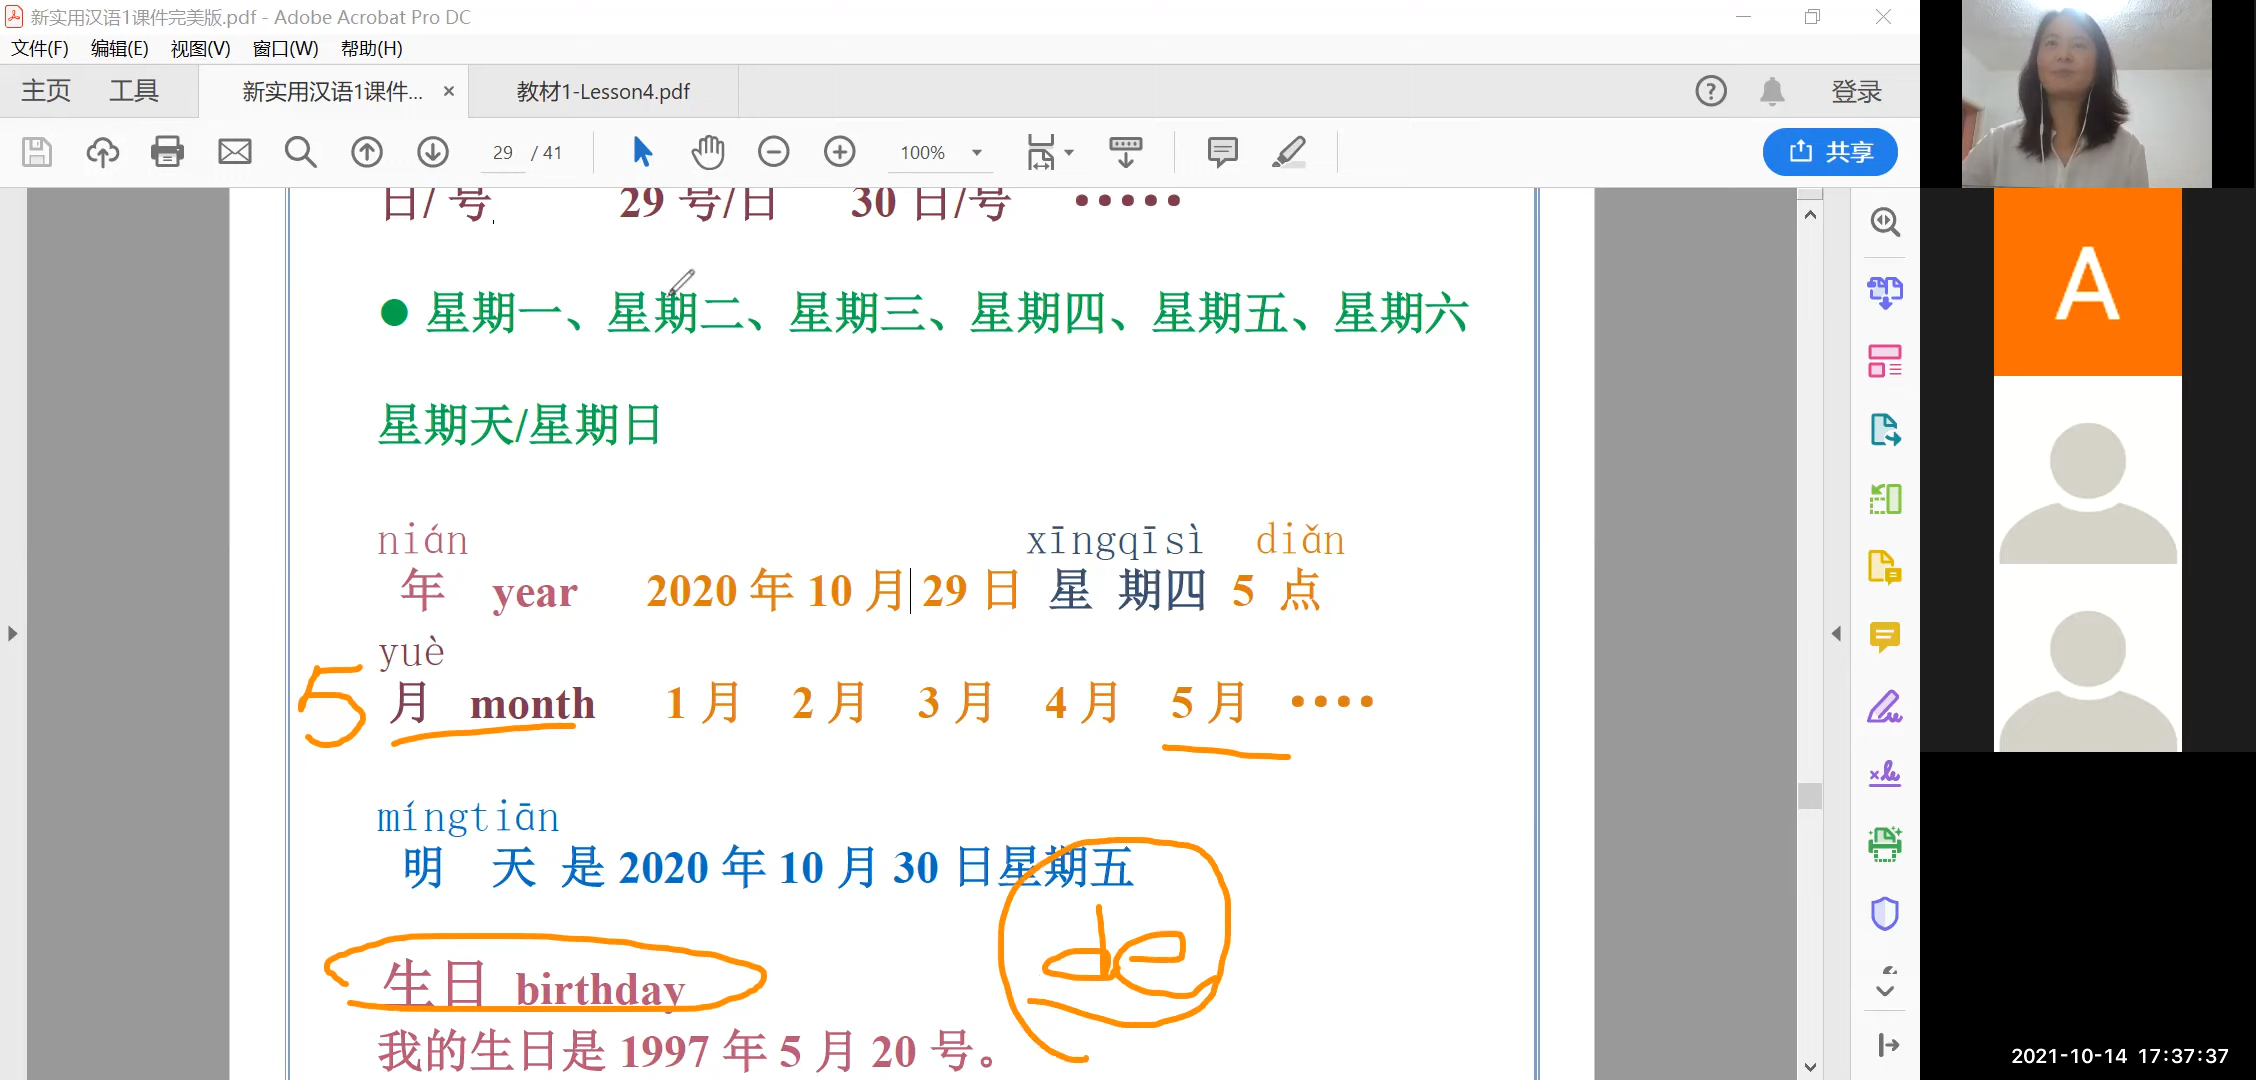 新实用汉语1课件完美版.pdf - Adobe Acrobat Pro DC
文件(F) 编辑(E) 视图(V) 窗口(W) 帮助(H)
主页 工具 新实用汉语1课件... × 教材1-Lesson4.pdf 登录
29 / 41 100% 共享
日/ 号 29 号/日 30 日/号 •••••
● 星期一、星期二、星期三、星期四、星期五、星期六
星期天/星期日
nián xīngqīsì diǎn
年 year 2020 年 10 月 29 日 星 期四 5 点
yuè
5 月 month 1 月 2 月 3 月 4 月 5 月 ••••
míngtiān
明 天 是 2020 年 10 月 30 日星期五
de
生日 birthday
我的生日是 1997 年 5 月 20 号。
A
2021-10-14 17:37:37